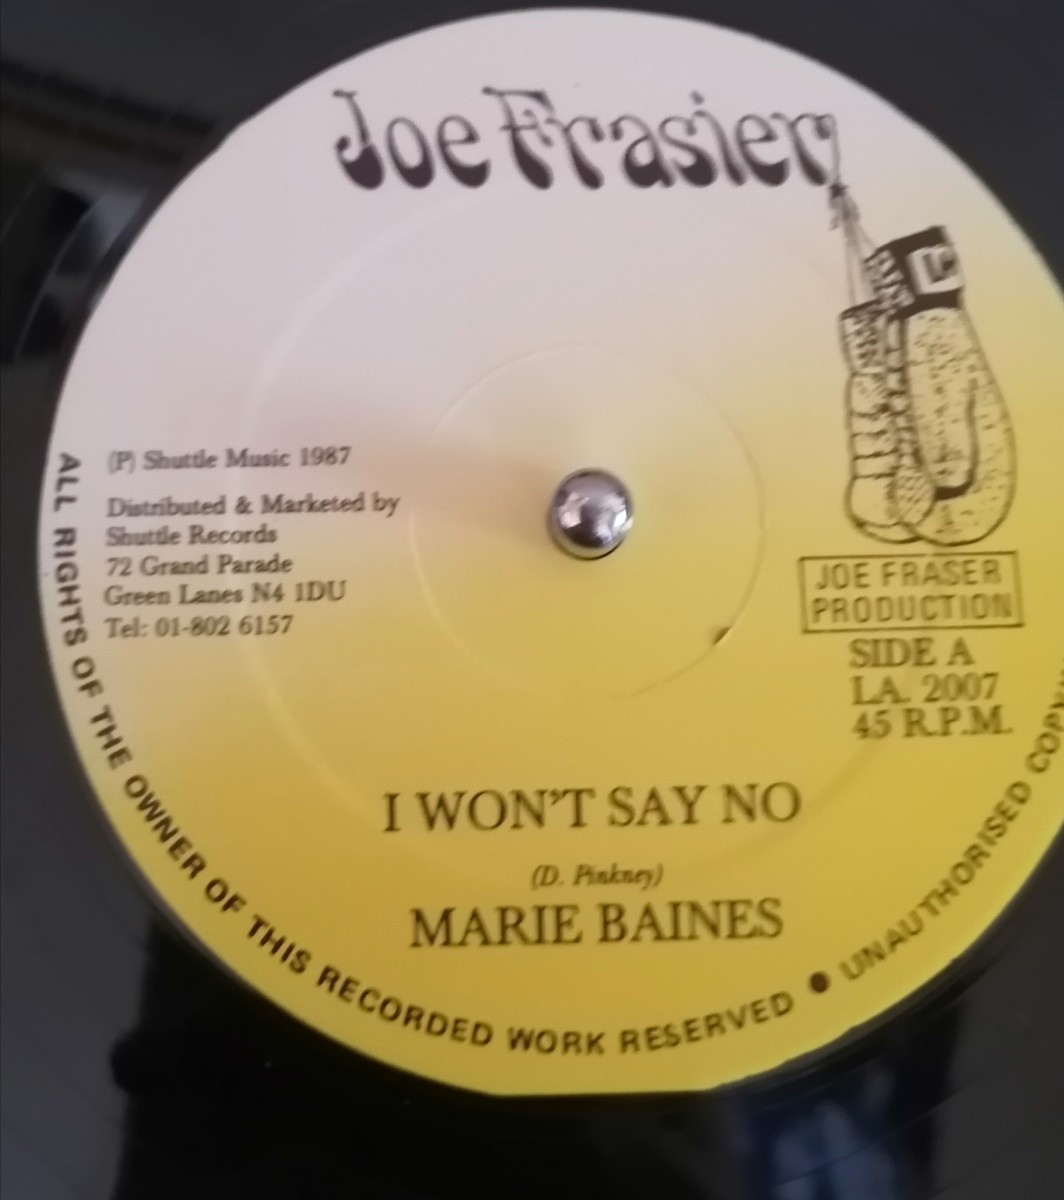 Joe Frasier
(P) Shuttle Music 1987
Distributed & Marketed by
Shuttle Records
72 Grand Parade
Green Lanes N4 1DU
Tel: 01-802 6157
JOE FRASER
PRODUCTION
SIDE A
LA. 2007
45 R.P.M.
I WON'T SAY NO
(D. Pinkney)
MARIE BAINES
ALL RIGHTS OF THE OWNER OF THIS RECORDED WORK RESERVED ● UNAUTHORISED